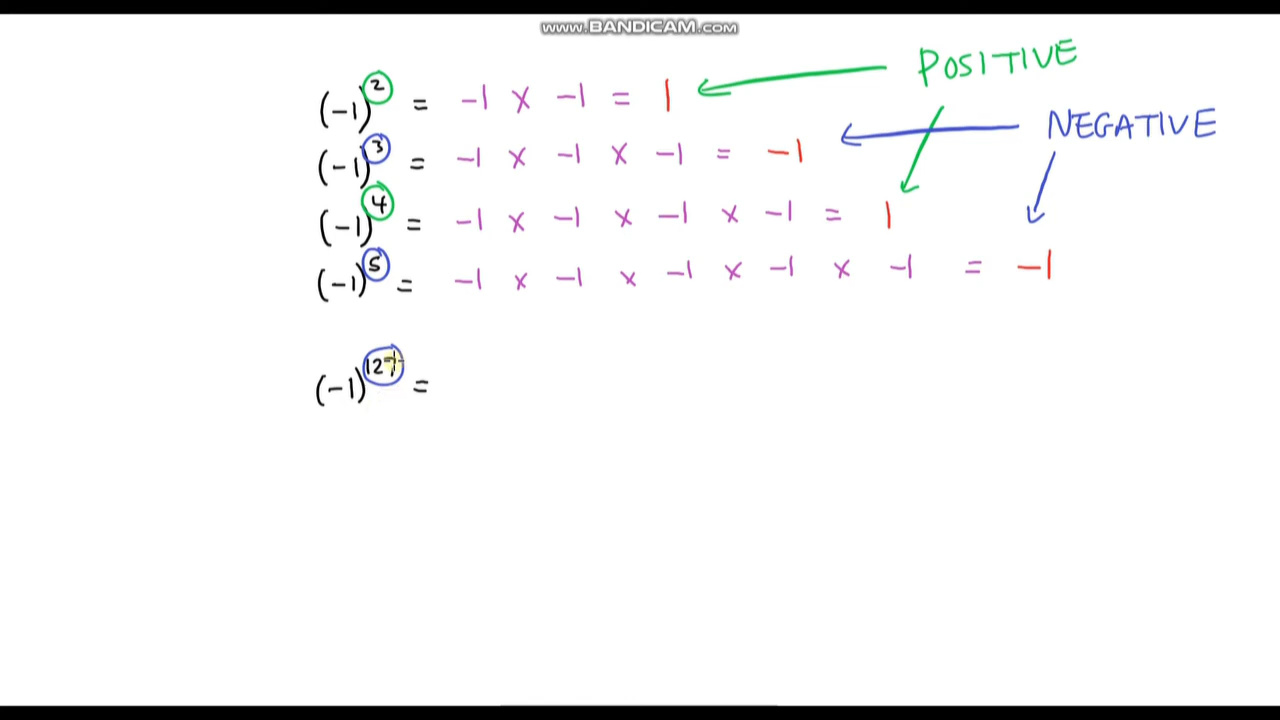 www.BANDICAM.com
POSITIVE
(-1)^2 = -1 x -1 = 1
NEGATIVE
(-1)^3 = -1 x -1 x -1 = -1
(-1)^4 = -1 x -1 x -1 x -1 = 1
(-1)^5 = -1 x -1 x -1 x -1 x -1 = -1
(-1)^127 =